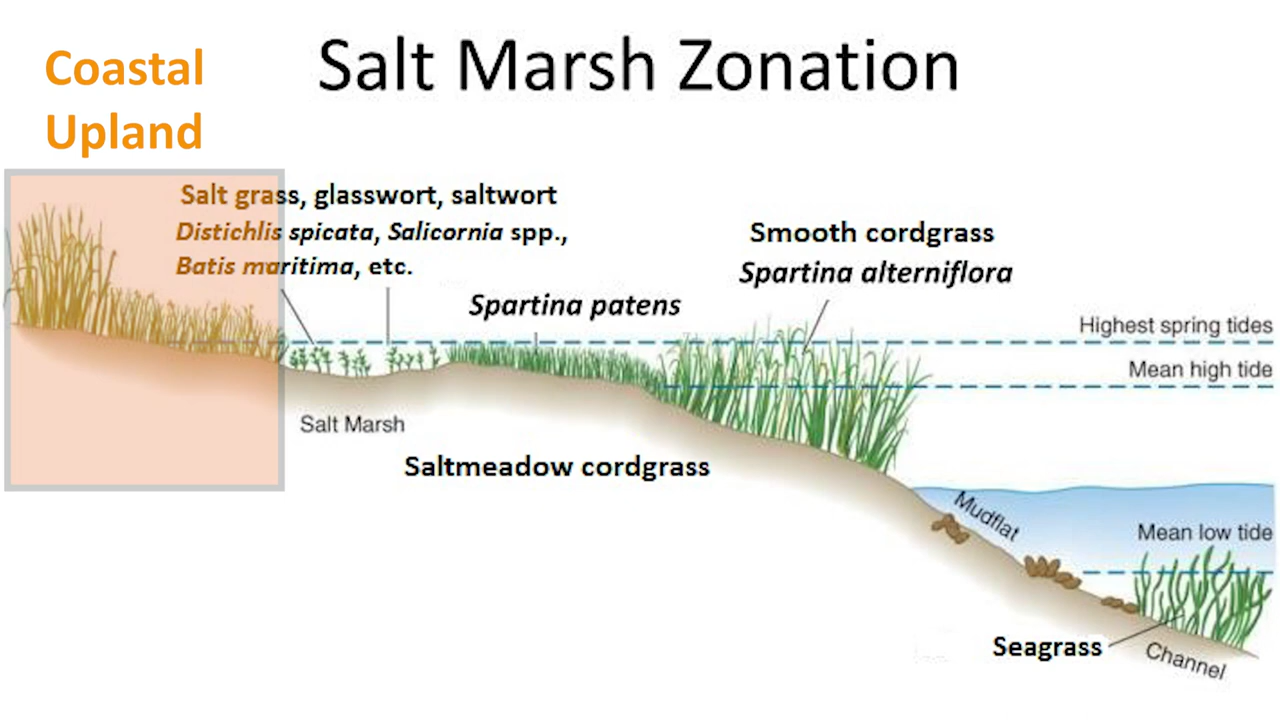 Coastal
Upland
Salt Marsh Zonation
Salt grass, glasswort, saltwort
Distichlis spicata, Salicornia spp.,
Batis maritima, etc.
Smooth cordgrass
Spartina alterniflora
Spartina patens
Highest spring tides
Mean high tide
Salt Marsh
Saltmeadow cordgrass
Mudflat
Mean low tide
Seagrass
Channel